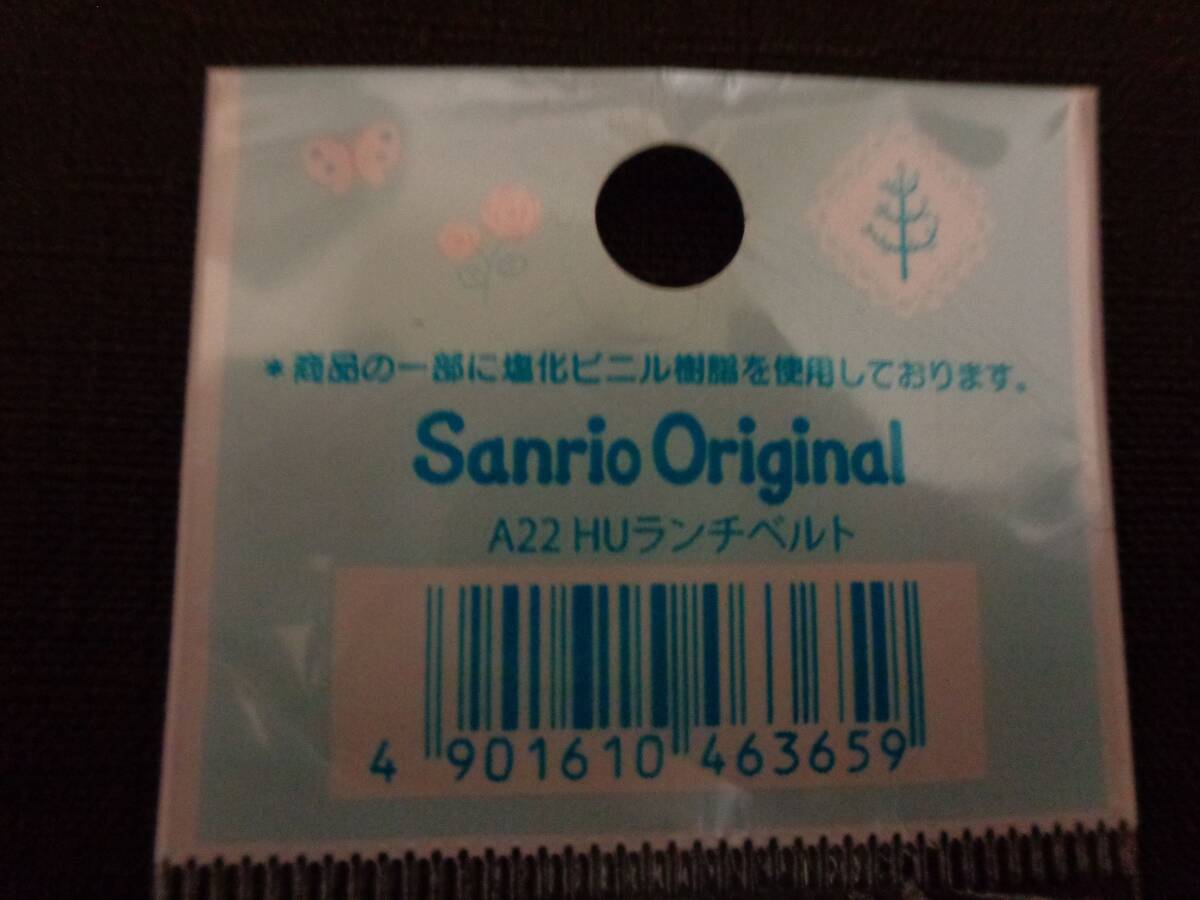 *商品の一部に塩化ビニル樹脂を使用しております。
Sanrio Original
A22 HUランチベルト
4 901610 463659